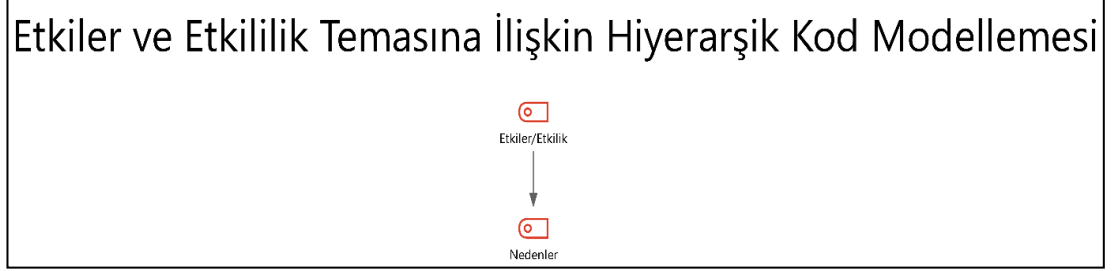 Etkiler ve Etkililik Temasına İlişkin Hiyerarşik Kod Modellemesi
Etkiler/Etkilik
Nedenler